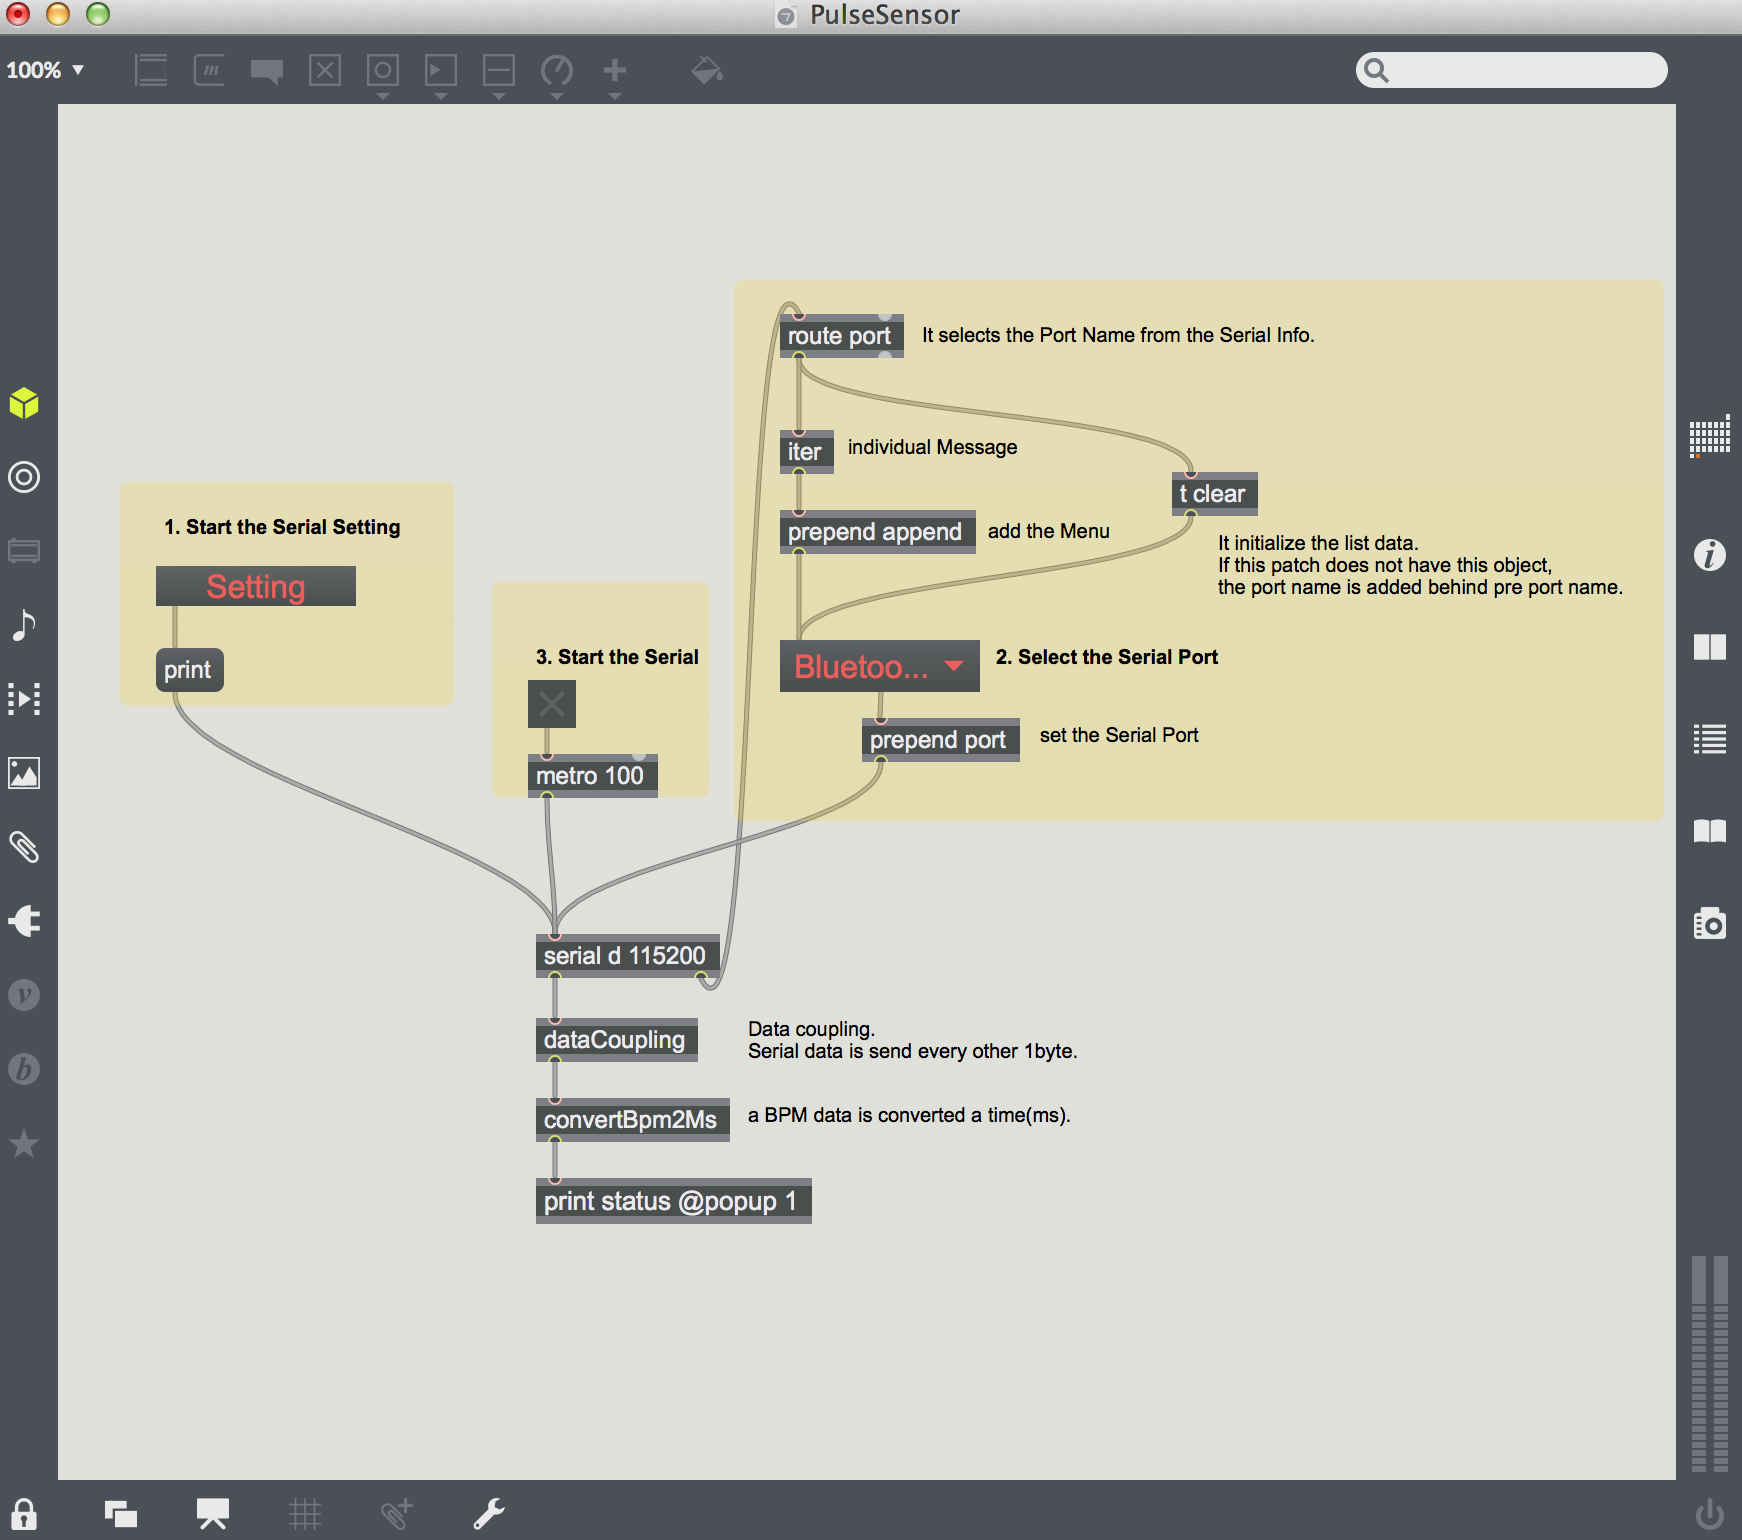 PulseSensor
100%
route port
It selects the Port Name from the Serial Info.
iter
individual Message
t clear
1. Start the Serial Setting
prepend append
add the Menu
It initialize the list data.
If this patch does not have this object,
the port name is added behind pre port name.
Setting
print
3. Start the Serial
Bluetoo...
2. Select the Serial Port
metro 100
prepend port
set the Serial Port
serial d 115200
dataCoupling
Data coupling.
Serial data is send every other 1byte.
convertBpm2Ms
a BPM data is converted a time(ms).
print status @popup 1